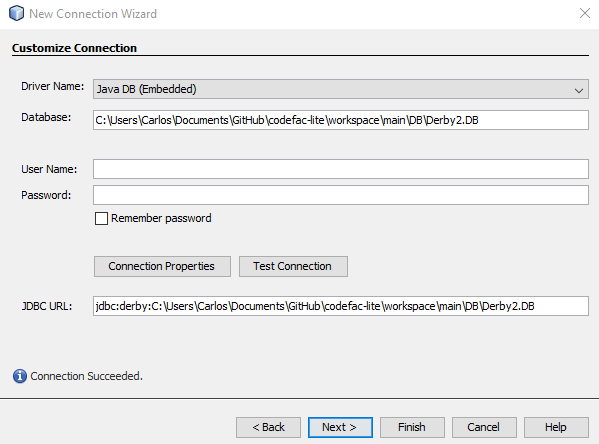 New Connection Wizard
Customize Connection
Driver Name: Java DB (Embedded)
Database: C:\Users\Carlos\Documents\GitHub\codefac-lite\workspace\main\DB\Derby2.DB
User Name:
Password:
Remember password
Connection Properties Test Connection
JDBC URL: jdbc:derby:C:\Users\Carlos\Documents\GitHub\codefac-lite\workspace\main\DB\Derby2.DB
Connection Succeeded.
< Back Next > Finish Cancel Help